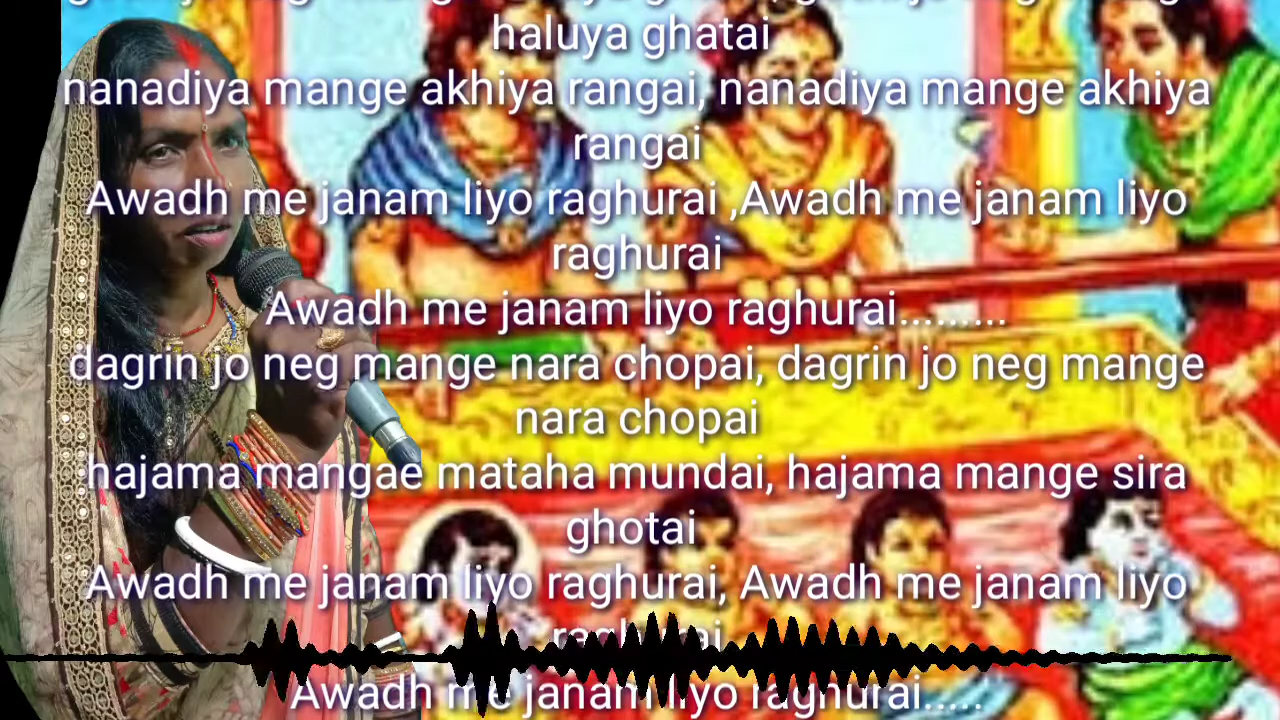 haluya ghatai
nanadiya mange akhiya rangai, nanadiya mange akhiya
rangai
Awadh me janam liyo raghurai ,Awadh me janam liyo
raghurai
Awadh me janam liyo raghurai.........
dagrin jo neg mange nara chopai, dagrin jo neg mange
nara chopai
hajama mangae mataha mundai, hajama mange sira
ghotai
Awadh me janam liyo raghurai, Awadh me janam liyo
raghurai
Awadh me janam liyo raghurai.....